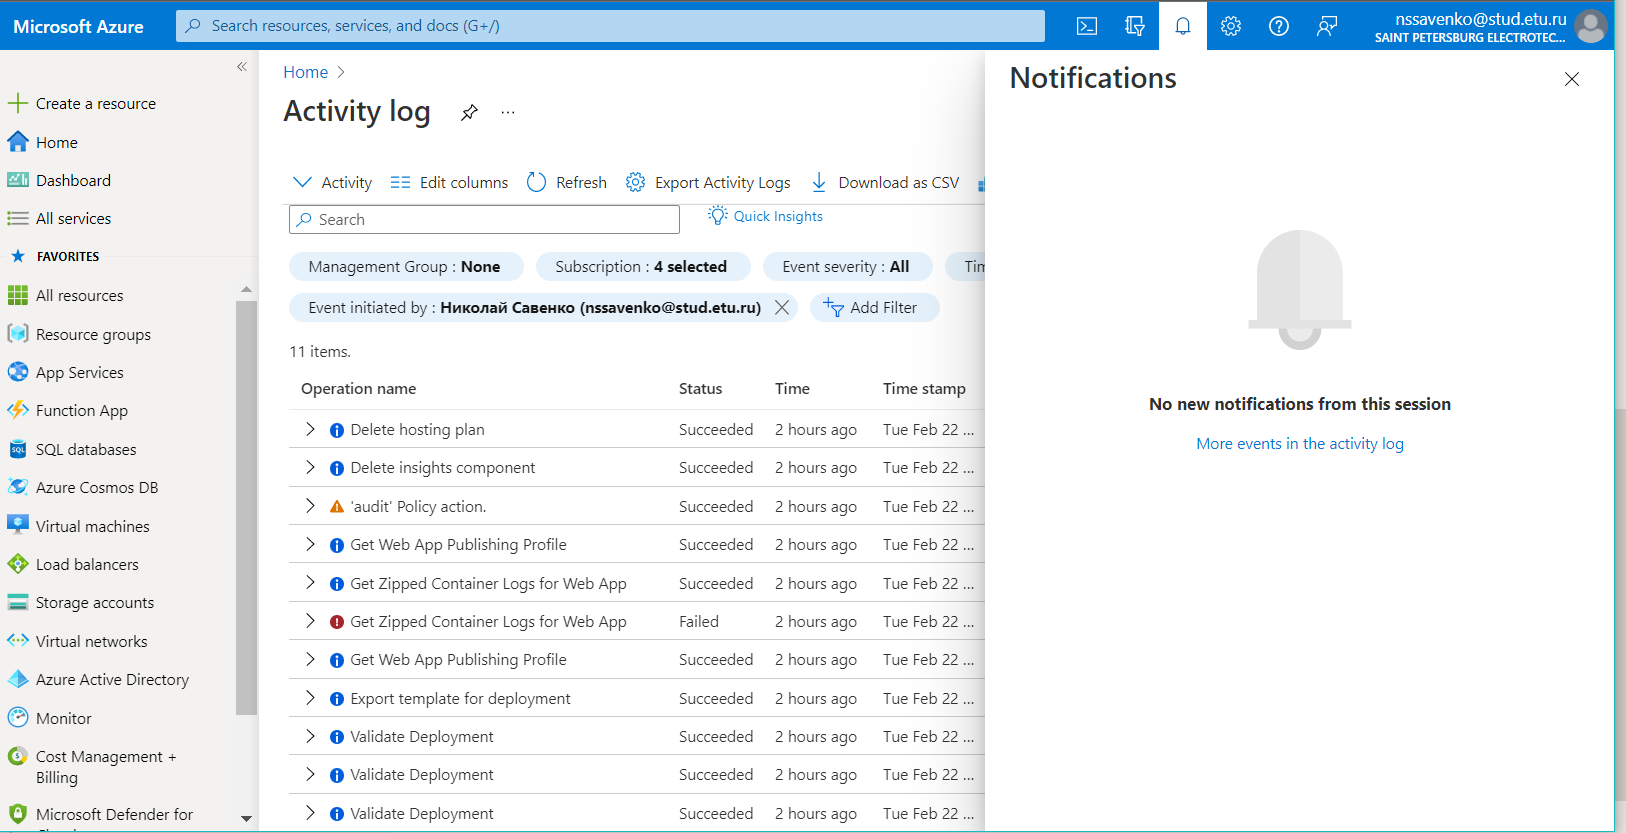 Microsoft Azure
Search resources, services, and docs (G+/)
nssavenko@stud.etu.ru
SAINT PETERSBURG ELECTROTEC...
Create a resource
Home
Dashboard
All services
FAVORITES
All resources
Resource groups
App Services
Function App
SQL databases
Azure Cosmos DB
Virtual machines
Load balancers
Storage accounts
Virtual networks
Azure Active Directory
Monitor
Cost Management +
Billing
Microsoft Defender for
Home
Activity log
Activity
Edit columns
Refresh
Export Activity Logs
Download as CSV
Search
Quick Insights
Management Group : None
Subscription : 4 selected
Event severity : All
Tim
Event initiated by : Николай Савенко (nssavenko@stud.etu.ru)
Add Filter
11 items.
Operation name Status Time Time stamp
Delete hosting plan Succeeded 2 hours ago Tue Feb 22 ...
Delete insights component Succeeded 2 hours ago Tue Feb 22 ...
'audit' Policy action. Succeeded 2 hours ago Tue Feb 22 ...
Get Web App Publishing Profile Succeeded 2 hours ago Tue Feb 22 ...
Get Zipped Container Logs for Web App Succeeded 2 hours ago Tue Feb 22 ...
Get Zipped Container Logs for Web App Failed 2 hours ago Tue Feb 22 ...
Get Web App Publishing Profile Succeeded 2 hours ago Tue Feb 22 ...
Export template for deployment Succeeded 2 hours ago Tue Feb 22 ...
Validate Deployment Succeeded 2 hours ago Tue Feb 22 ...
Validate Deployment Succeeded 2 hours ago Tue Feb 22 ...
Validate Deployment Succeeded 2 hours ago Tue Feb 22 ...
Notifications
No new notifications from this session
More events in the activity log